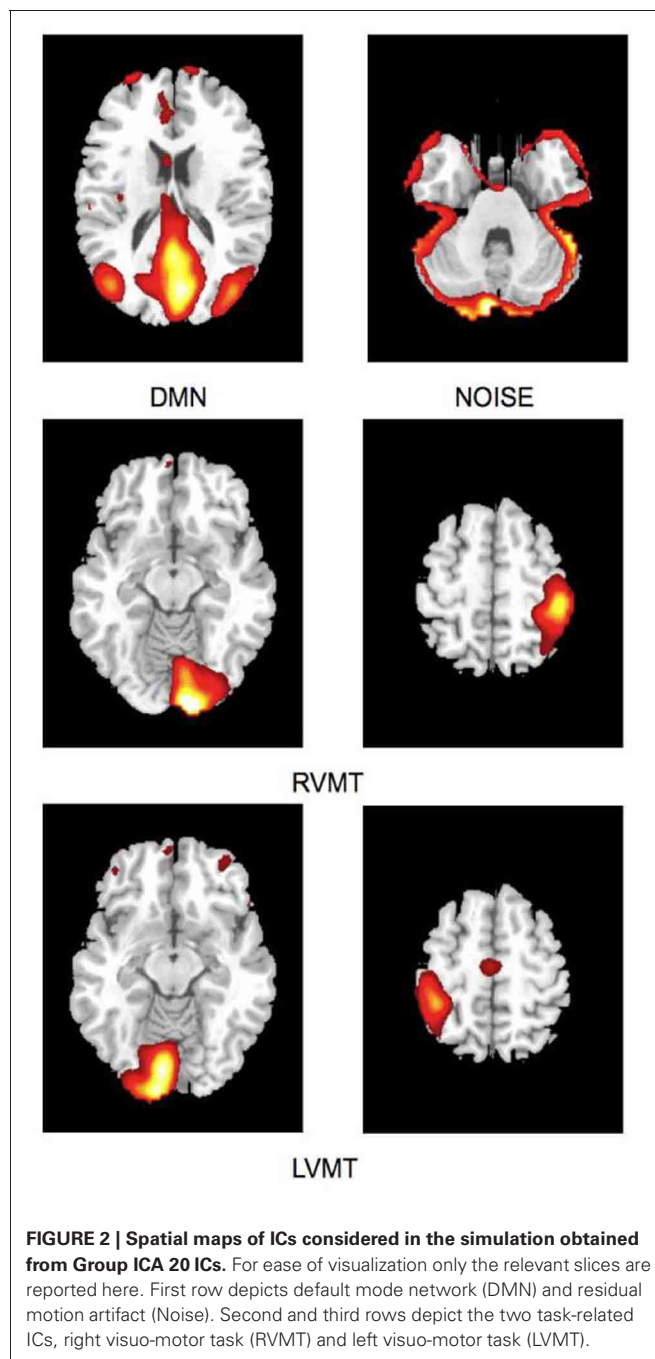 DMN
NOISE
RVMT
LVMT
FIGURE 2 | Spatial maps of ICs considered in the simulation obtained
from Group ICA 20 ICs. For ease of visualization only the relevant slices are
reported here. First row depicts default mode network (DMN) and residual
motion artifact (Noise). Second and third rows depict the two task-related
ICs, right visuo-motor task (RVMT) and left visuo-motor task (LVMT).